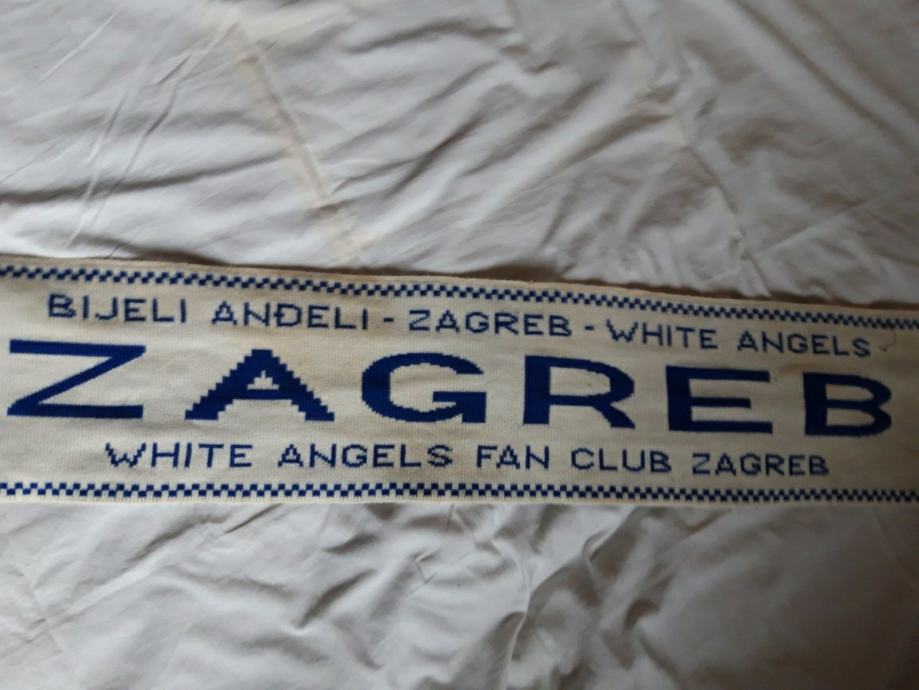 BIJELI ANĐELI - ZAGREB - WHITE ANGELS
ZAGREB
WHITE ANGELS FAN CLUB ZAGREB